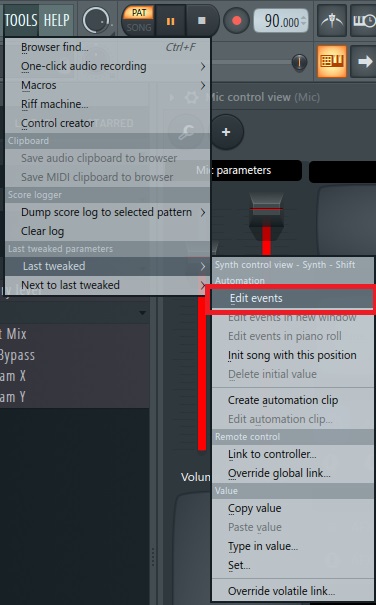 TOOLS HELP
PAT
SONG
90.000
Browser find... Ctrl+F
One-click audio recording
Macros
Riff machine...
Control creator
Clipboard
Save audio clipboard to browser
Save MIDI clipboard to browser
Score logger
Dump score log to selected pattern
Clear log
Last tweaked parameters
Last tweaked
Next to last tweaked
Mic control view (Mic)
parameters
Synth control view - Synth - Shift
Automation
Edit events
Edit events in new window
Edit events in piano roll
Init song with this position
Delete initial value
Create automation clip
Edit automation clip...
Remote control
Link to controller...
Override global link...
Value
Copy value
Paste value
Type in value...
Set...
Override volatile link...
t Mix
Bypass
am X
am Y
Volun